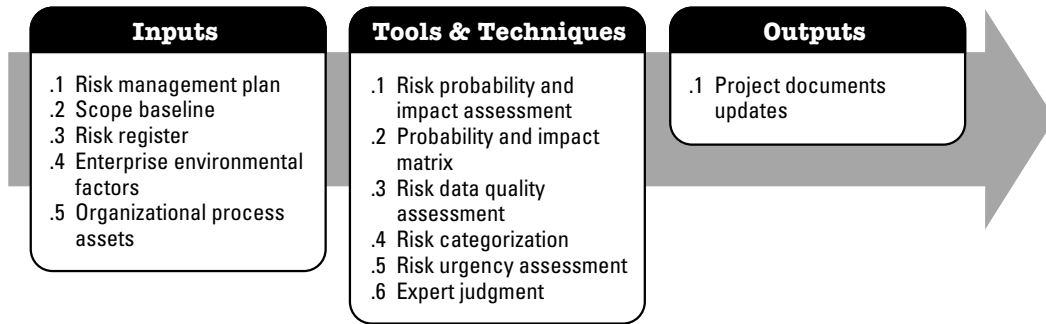 Inputs
.1 Risk management plan
.2 Scope baseline
.3 Risk register
.4 Enterprise environmental
factors
.5 Organizational process
assets
Tools & Techniques
.1 Risk probability and
impact assessment
.2 Probability and impact
matrix
.3 Risk data quality
assessment
.4 Risk categorization
.5 Risk urgency assessment
.6 Expert judgment
Outputs
.1 Project documents
updates